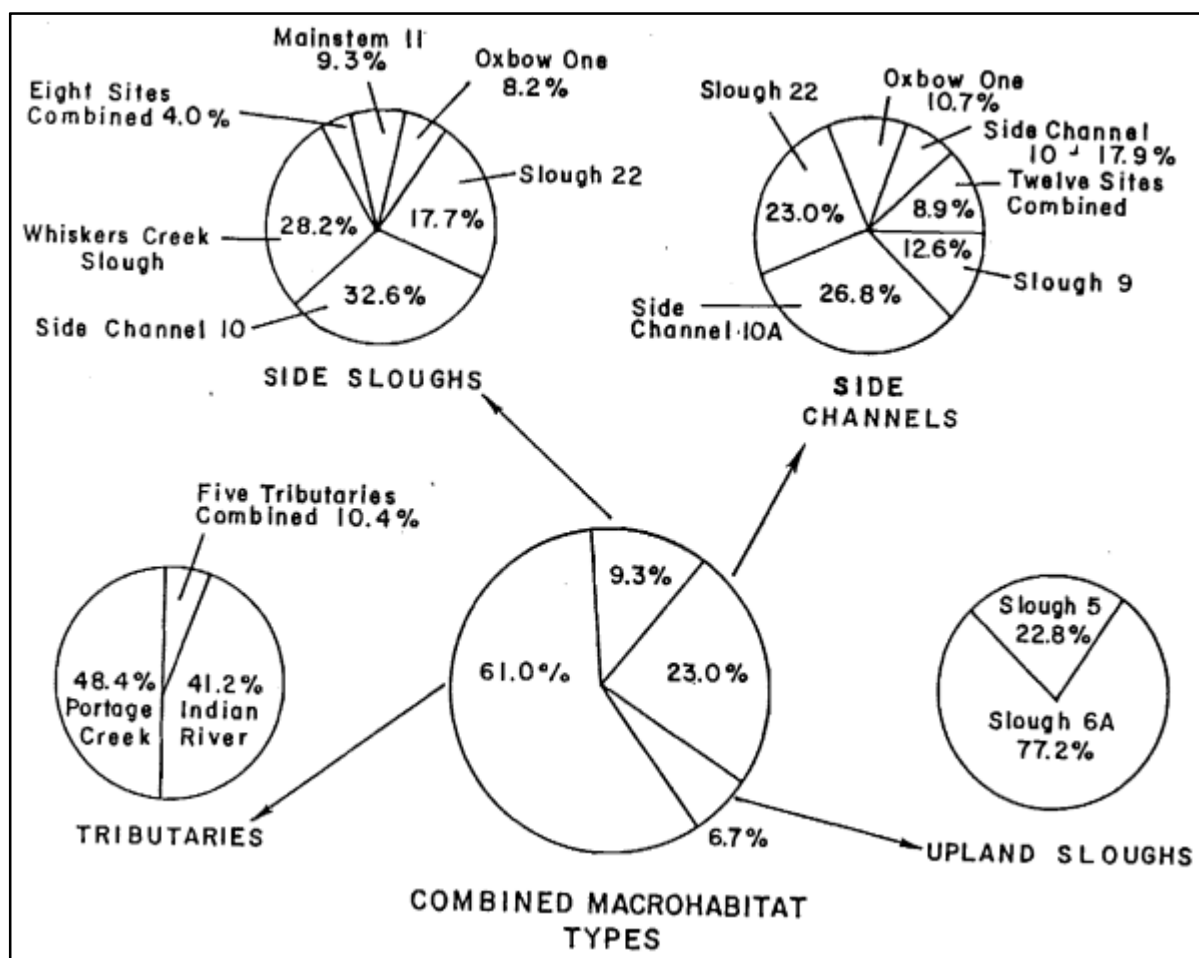 Mainstem 11
9.3%
Oxbow One
8.2%
Eight Sites
Combined 4.0%
Slough 22
17.7%
28.2%
Whiskers Creek
Slough
32.6%
Side Channel 10
SIDE SLOUGHS
Slough 22
Oxbow One
10.7%
Side Channel
10 - 17.9%
Twelve Sites
Combined
8.9%
23.0%
12.6%
Slough 9
26.8%
Side
Channel 10A
SIDE
CHANNELS
Five Tributaries
Combined 10.4%
48.4%
Portage
Creek
41.2%
Indian
River
TRIBUTARIES
9.3%
61.0%
23.0%
6.7%
COMBINED MACROHABITAT
TYPES
Slough 5
22.8%
Slough 6A
77.2%
UPLAND SLOUGHS